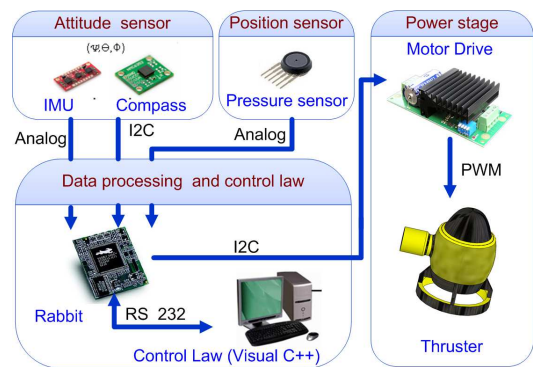 Attitude sensor
(Ψ,Θ,Φ)
IMU
Compass
Position sensor
Pressure sensor
Power stage
Motor Drive
Analog
I2C
Analog
Data processing and control law
PWM
I2C
Rabbit
RS 232
Control Law (Visual C++)
Thruster